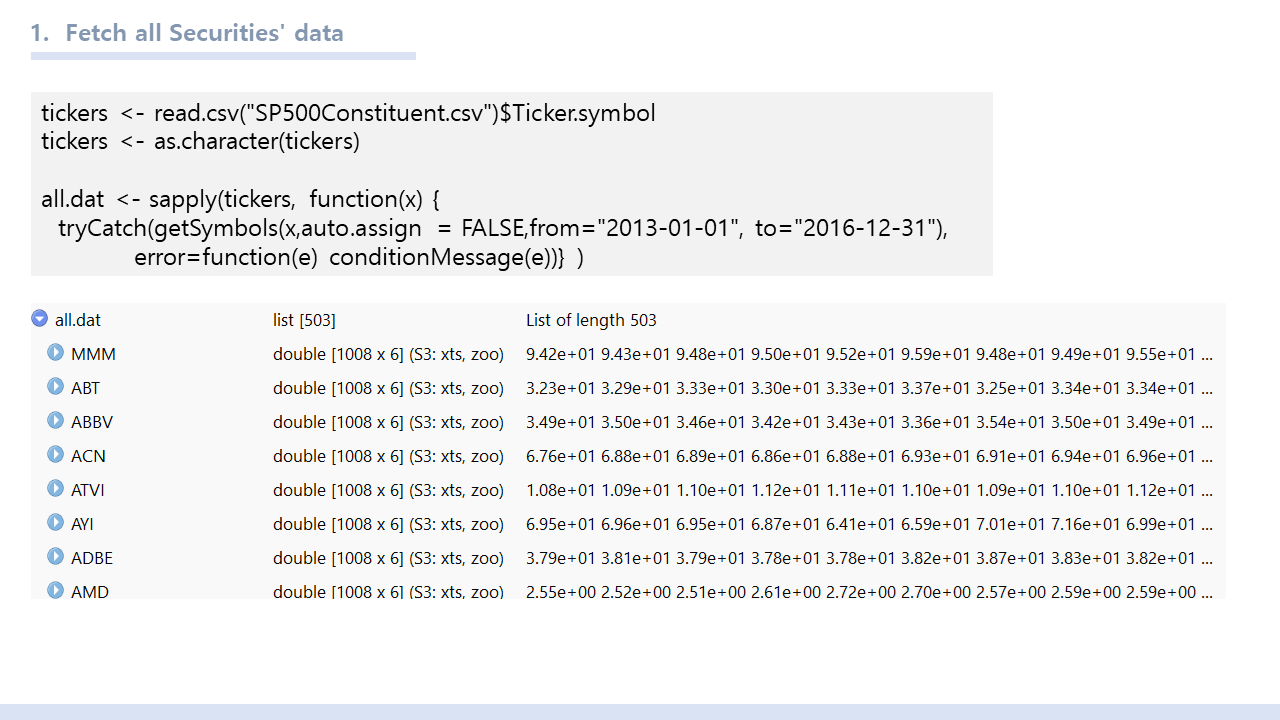 1. Fetch all Securities' data
tickers <- read.csv("SP500Constituent.csv")$Ticker.symbol
tickers <- as.character(tickers)
all.dat <- sapply(tickers, function(x) {
tryCatch(getSymbols(x,auto.assign = FALSE,from="2013-01-01", to="2016-12-31"),
error=function(e) conditionMessage(e))} )
all.dat list [503] List of length 503
MMM double [1008 x 6] (S3: xts, zoo) 9.42e+01 9.43e+01 9.48e+01 9.50e+01 9.52e+01 9.59e+01 9.48e+01 9.49e+01 9.55e+01 ...
ABT double [1008 x 6] (S3: xts, zoo) 3.23e+01 3.29e+01 3.33e+01 3.30e+01 3.33e+01 3.37e+01 3.25e+01 3.34e+01 3.34e+01 ...
ABBV double [1008 x 6] (S3: xts, zoo) 3.49e+01 3.50e+01 3.46e+01 3.42e+01 3.43e+01 3.36e+01 3.54e+01 3.50e+01 3.49e+01 ...
ACN double [1008 x 6] (S3: xts, zoo) 6.76e+01 6.88e+01 6.89e+01 6.86e+01 6.88e+01 6.93e+01 6.91e+01 6.94e+01 6.96e+01 ...
ATVI double [1008 x 6] (S3: xts, zoo) 1.08e+01 1.09e+01 1.10e+01 1.12e+01 1.11e+01 1.10e+01 1.09e+01 1.10e+01 1.12e+01 ...
AYI double [1008 x 6] (S3: xts, zoo) 6.95e+01 6.96e+01 6.95e+01 6.87e+01 6.41e+01 6.59e+01 7.01e+01 7.16e+01 6.99e+01 ...
ADBE double [1008 x 6] (S3: xts, zoo) 3.79e+01 3.81e+01 3.79e+01 3.78e+01 3.78e+01 3.82e+01 3.87e+01 3.83e+01 3.82e+01 ...
AMD double [1008 x 6] (S3: xts, zoo) 2.55e+00 2.52e+00 2.51e+00 2.61e+00 2.72e+00 2.70e+00 2.57e+00 2.59e+00 2.59e+00 ...